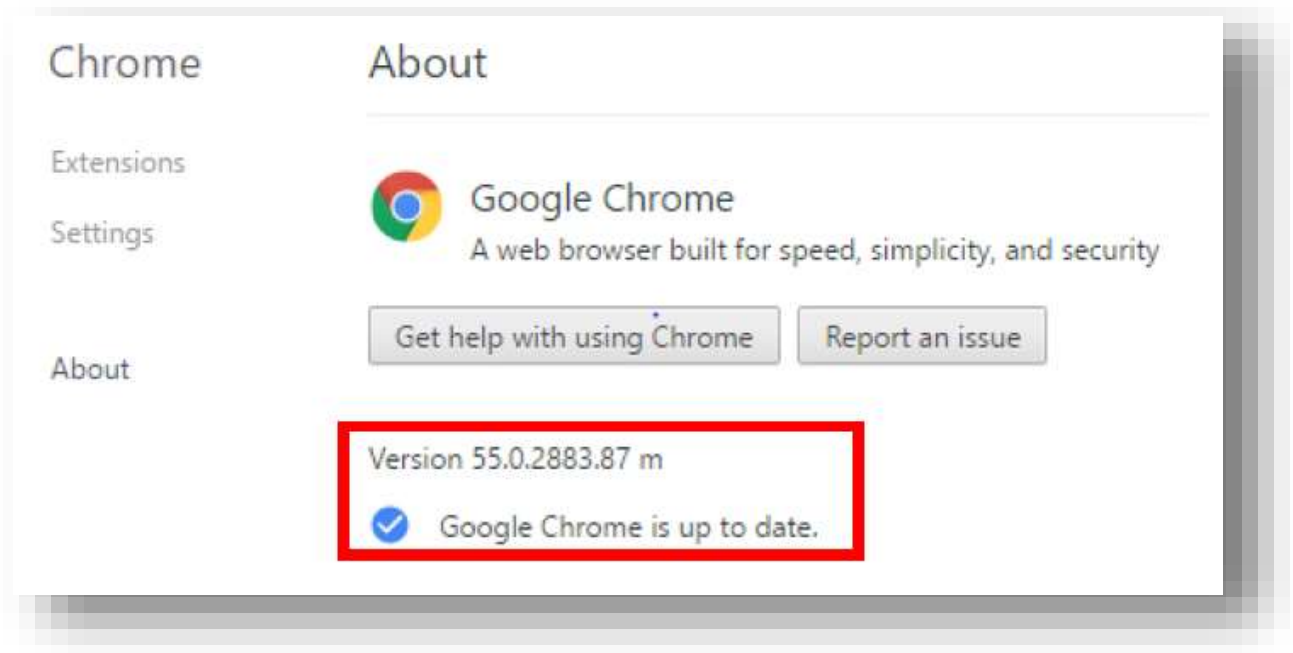 Chrome
About
Extensions
Settings
About
Google Chrome
A web browser built for speed, simplicity, and security
Get help with using Chrome
Report an issue
Version 55.0.2883.87 m
Google Chrome is up to date.